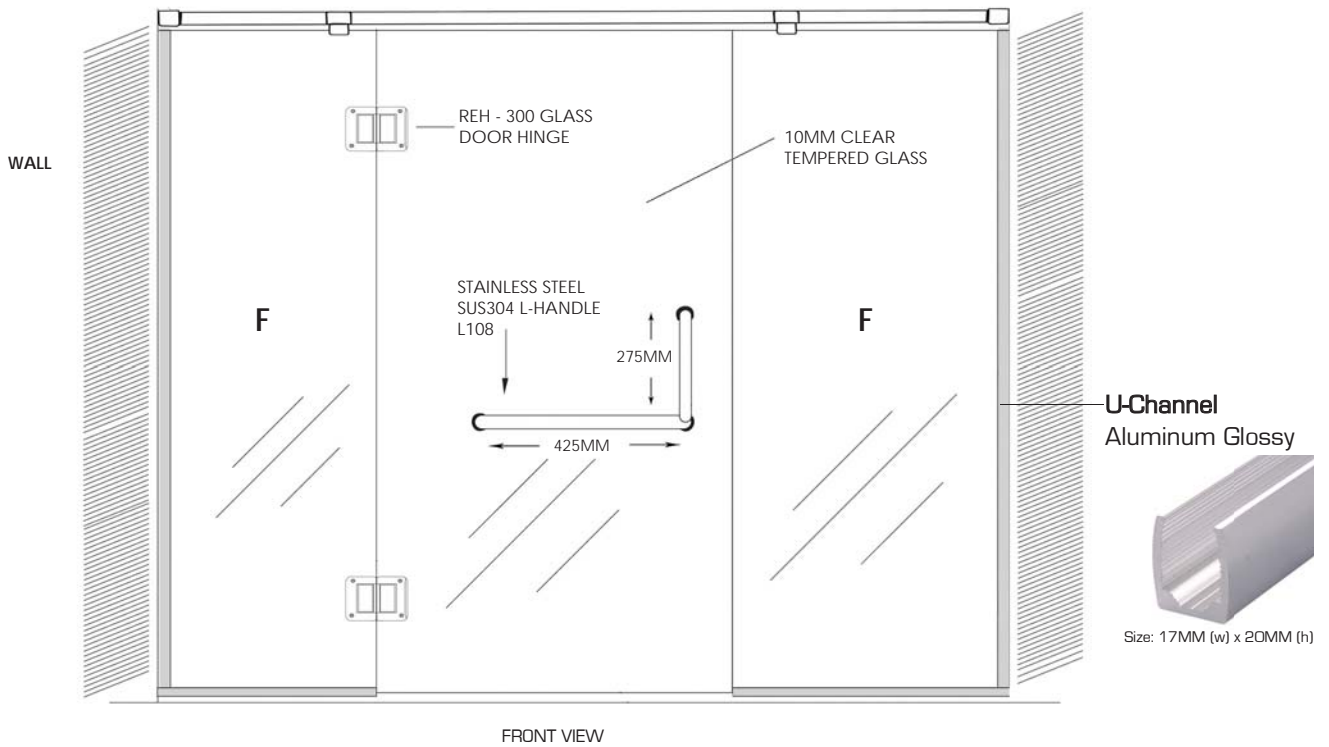 REH - 300 GLASS
DOOR HINGE
10MM CLEAR
TEMPERED GLASS
WALL
STAINLESS STEEL
SUS304 L-HANDLE
L108
F
F
275MM
425MM
U-Channel
Aluminum Glossy
Size: 17MM (w) x 20MM (h)
FRONT VIEW